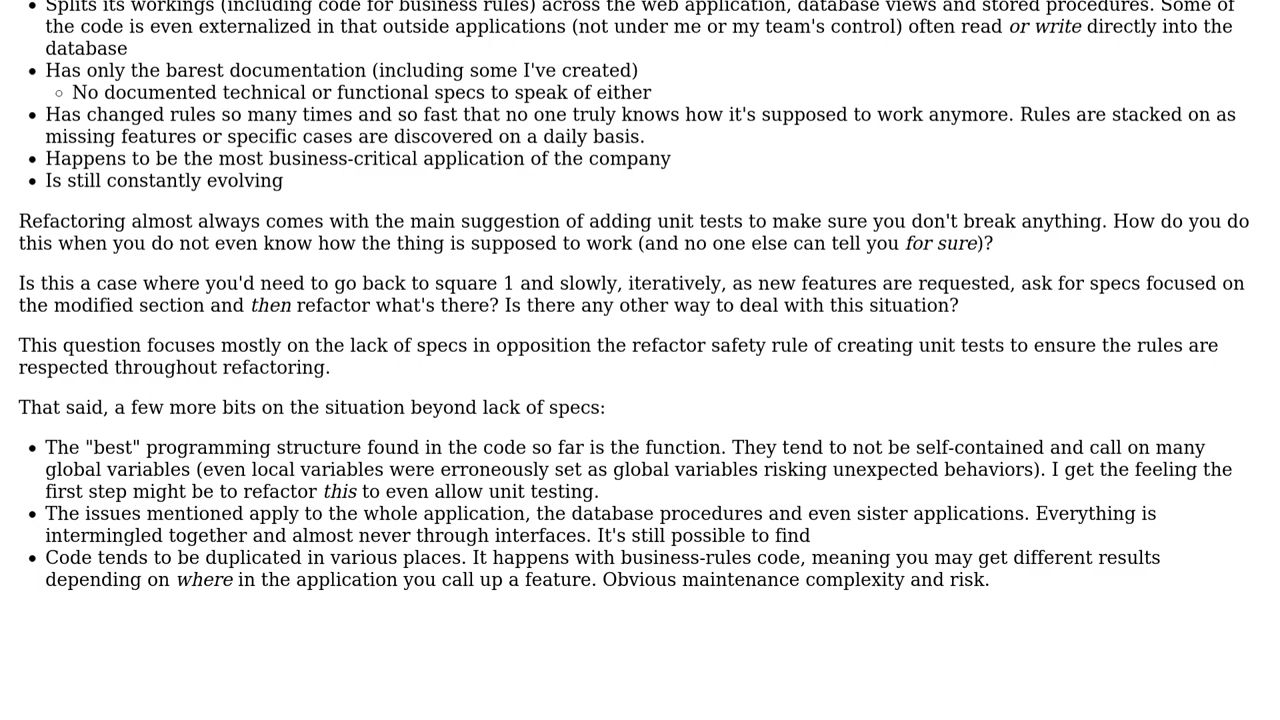 Splits its workings (including code for business rules) across the web application, database views and stored procedures. Some of
the code is even externalized in that outside applications (not under me or my team's control) often read or write directly into the
database
Has only the barest documentation (including some I've created)
No documented technical or functional specs to speak of either
Has changed rules so many times and so fast that no one truly knows how it's supposed to work anymore. Rules are stacked on as
missing features or specific cases are discovered on a daily basis.
Happens to be the most business-critical application of the company
Is still constantly evolving
Refactoring almost always comes with the main suggestion of adding unit tests to make sure you don't break anything. How do you do
this when you do not even know how the thing is supposed to work (and no one else can tell you for sure)?
Is this a case where you'd need to go back to square 1 and slowly, iteratively, as new features are requested, ask for specs focused on
the modified section and then refactor what's there? Is there any other way to deal with this situation?
This question focuses mostly on the lack of specs in opposition the refactor safety rule of creating unit tests to ensure the rules are
respected throughout refactoring.
That said, a few more bits on the situation beyond lack of specs:
The "best" programming structure found in the code so far is the function. They tend to not be self-contained and call on many
global variables (even local variables were erroneously set as global variables risking unexpected behaviors). I get the feeling the
first step might be to refactor this to even allow unit testing.
The issues mentioned apply to the whole application, the database procedures and even sister applications. Everything is
intermingled together and almost never through interfaces. It's still possible to find
Code tends to be duplicated in various places. It happens with business-rules code, meaning you may get different results
depending on where in the application you call up a feature. Obvious maintenance complexity and risk.